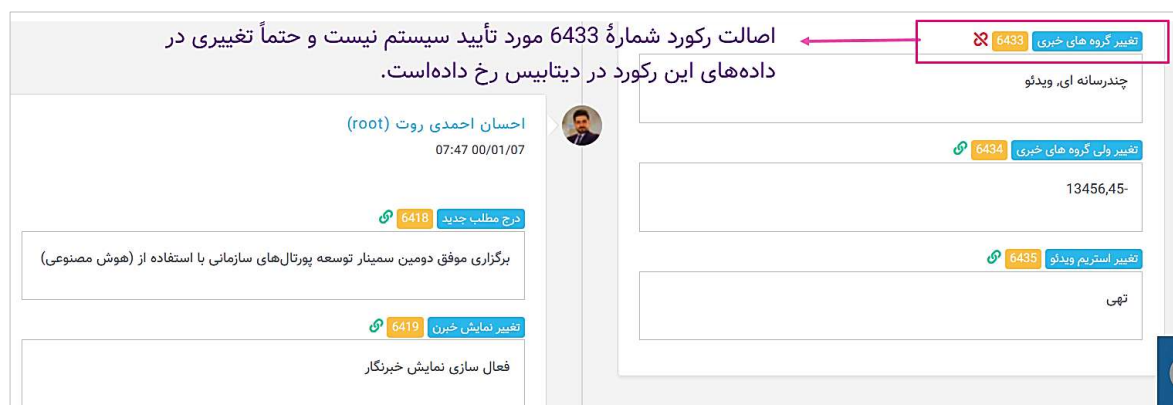 اصالت رکورد شمارهٔ 6433 مورد تأیید سیستم نیست و حتماً تغییری در
داده‌های این رکورد در دیتابیس رخ داده‌است.
تغییر گروه های خبری 6433
چندرسانه ای, ویدئو
تغییر ولی گروه های خبری 6434
13456,45-
تغییر استریم ویدئو 6435
تهی
احسان احمدی روت (root)
07:47 00/01/07
درج مطلب جدید 6418
برگزاری موفق دومین سمینار توسعه پورتال‌های سازمانی با استفاده از (هوش مصنوعی)
تغییر نمایش خبرن 6419
فعال سازی نمایش خبرنگار